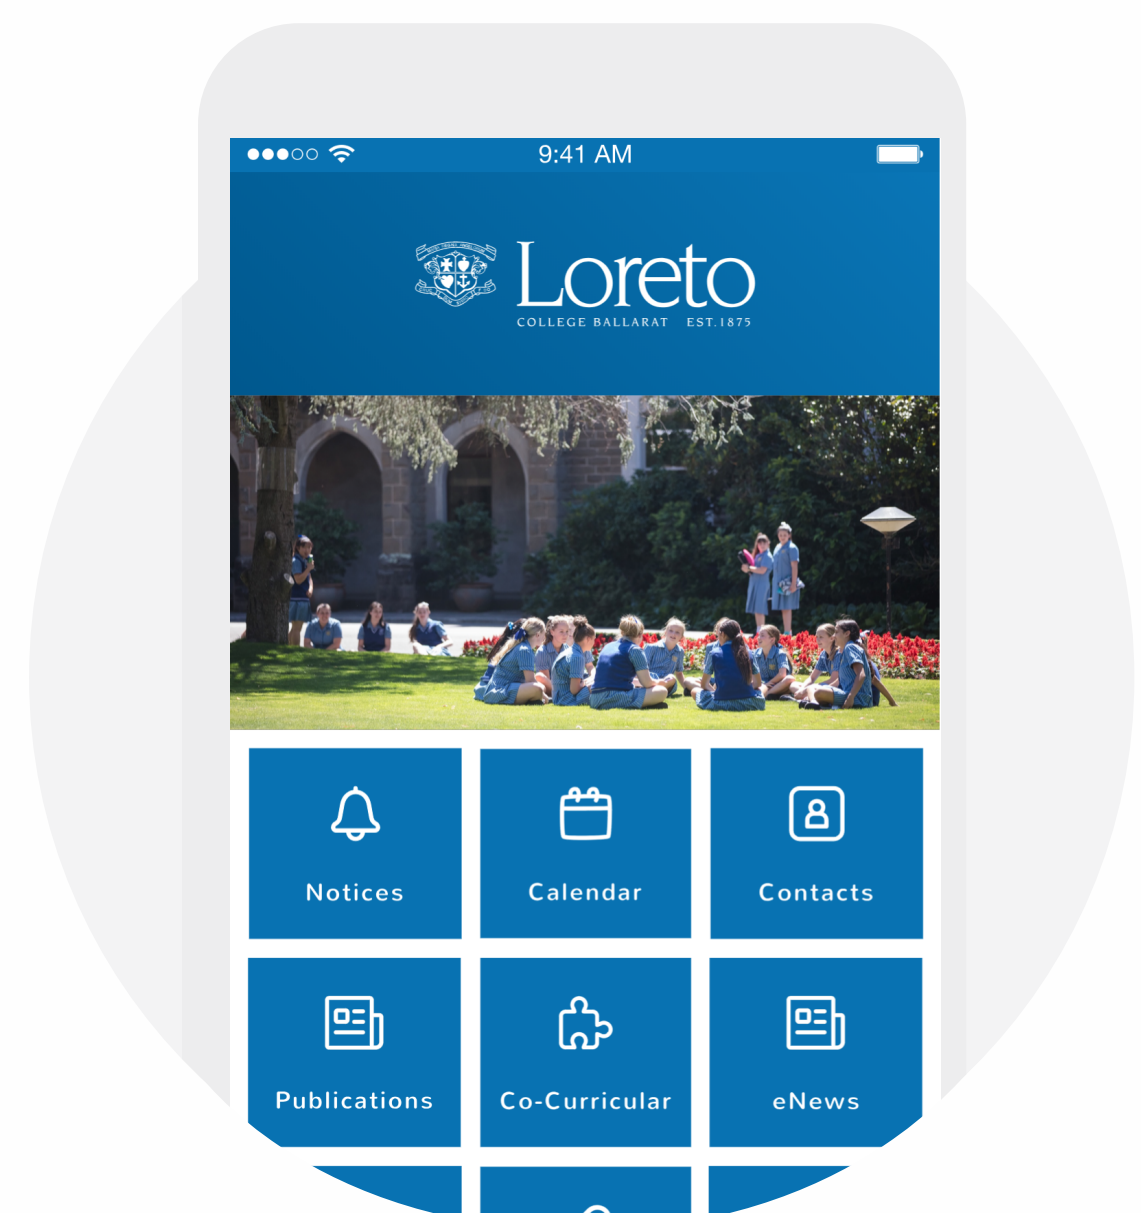 9:41 AM
Loreto
COLLEGE BALLARAT EST.1875
Notices
Calendar
Contacts
Publications
Co-Curricular
eNews